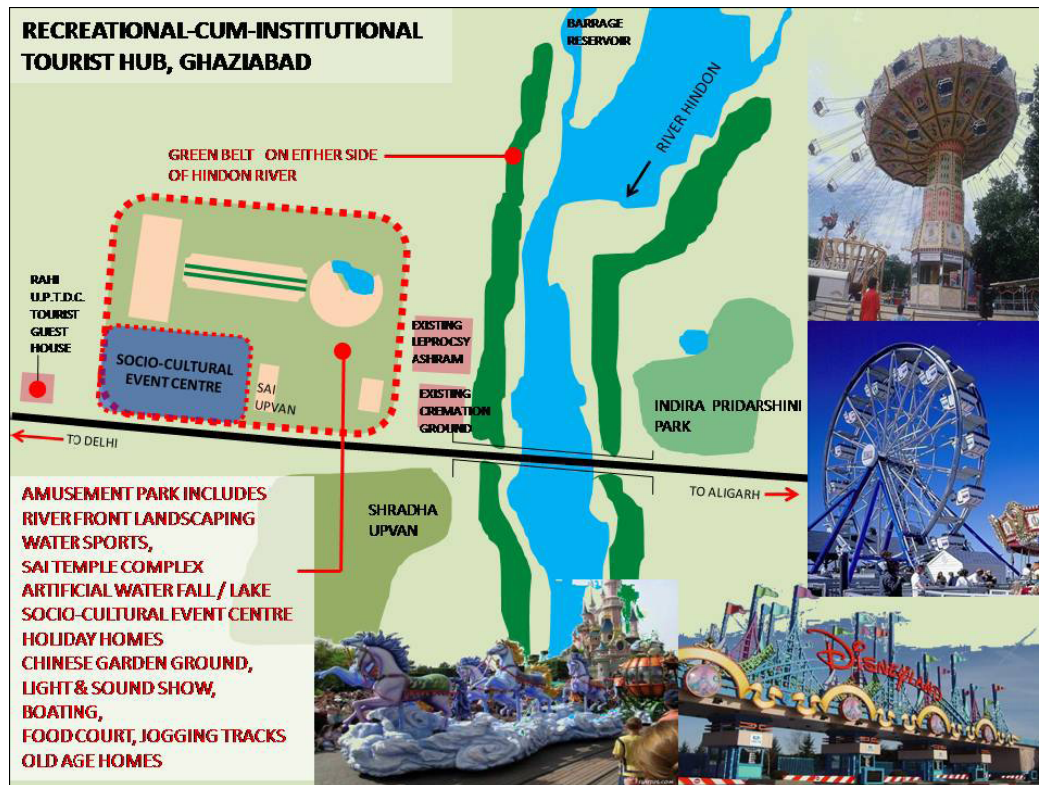 RECREATIONAL-CUM-INSTITUTIONAL
TOURIST HUB, GHAZIABAD
BARRAGE
RESERVOIR
RIVER HINDON
GREEN BELT ON EITHER SIDE
OF HINDON RIVER
RAHI
U.P.T.D.C.
TOURIST
GUEST
HOUSE
SOCIO-CULTURAL
EVENT CENTRE
SAI
UPVAN
EXISTING
LEPROCSY
ASHRAM
EXISTING
CREMATION
GROUND
INDIRA PRIDARSHINI
PARK
TO DELHI
TO ALIGARH
SHRADHA
UPVAN
AMUSEMENT PARK INCLUDES
RIVER FRONT LANDSCAPING
WATER SPORTS,
SAI TEMPLE COMPLEX
ARTIFICIAL WATER FALL / LAKE
SOCIO-CULTURAL EVENT CENTRE
HOLIDAY HOMES
CHINESE GARDEN GROUND,
LIGHT & SOUND SHOW,
BOATING,
FOOD COURT, JOGGING TRACKS
OLD AGE HOMES
DISNEYLAND